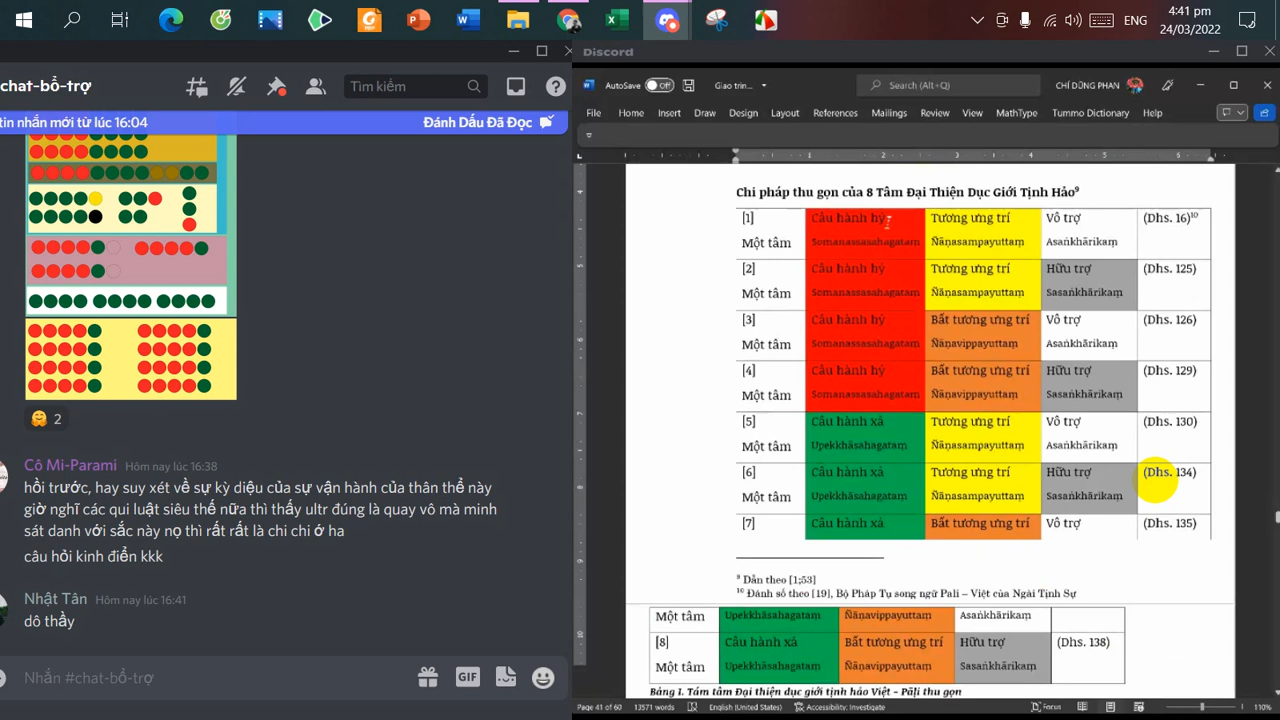 ENG
4:41 pm
24/03/2022
chat-bổ-trợ
Tìm kiếm
tin nhắn mới từ lúc 16:04
Đánh Dấu Đã Đọc
2
Cô Mi-Parami Hôm nay lúc 16:38
hồi trước, hay suy xét về sự kỳ diệu của sự vận hành của thân thể này
giờ nghĩ các qui luật siêu thế nữa thì thấy ultr đúng là quay vô mà minh
sát danh với sắc này nọ thì rất rất là chi chi ớ ha
câu hỏi kinh điển kkk
Nhật Tân Hôm nay lúc 16:41
dô thầy
Nhắn #chat-bổ-trợ
GIF
Discord
AutoSave Off
Giao trin...
Search (Alt+Q)
CHÍ DŨNG PHAN
File Home Insert Draw Design Layout References Mailings Review View MathType Tummo Dictionary Help
Chi pháp thu gọn của 8 Tâm Đại Thiện Dục Giới Tịnh Hảo⁹
[1] Câu hành hỷ Tương ưng trí Vô trợ (Dhs. 16)¹⁰
Một tâm Somanassasahagataṃ Ñāṇasampayuttaṃ Asaṅkhārikaṃ
[2] Câu hành hỷ Tương ưng trí Hữu trợ (Dhs. 125)
Một tâm Somanassasahagataṃ Ñāṇasampayuttaṃ Sasaṅkhārikaṃ
[3] Câu hành hỷ Bất tương ưng trí Vô trợ (Dhs. 126)
Một tâm Somanassasahagataṃ Ñāṇavippayuttaṃ Asaṅkhārikaṃ
[4] Câu hành hỷ Bất tương ưng trí Hữu trợ (Dhs. 129)
Một tâm Somanassasahagataṃ Ñāṇavippayuttaṃ Sasaṅkhārikaṃ
[5] Câu hành xả Tương ưng trí Vô trợ (Dhs. 130)
Một tâm Upekkhāsahagataṃ Ñāṇasampayuttaṃ Asaṅkhārikaṃ
[6] Câu hành xả Tương ưng trí Hữu trợ (Dhs. 134)
Một tâm Upekkhāsahagataṃ Ñāṇasampayuttaṃ Sasaṅkhārikaṃ
[7] Câu hành xả Bất tương ưng trí Vô trợ (Dhs. 135)
⁹ Dẫn theo [1;53]
¹⁰ Đánh số theo [19], Bộ Pháp Tụ song ngữ Pali – Việt của Ngài Tịnh Sự
Một tâm Upekkhāsahagataṃ Ñāṇavippayuttaṃ Asaṅkhārikaṃ
[8] Câu hành xả Bất tương ưng trí Hữu trợ (Dhs. 138)
Một tâm Upekkhāsahagataṃ Ñāṇavippayuttaṃ Sasaṅkhārikaṃ
Bảng 1. Tám tâm Đại thiện dục giới tịnh hảo Việt – Pāḷi thu gọn
Page 41 of 60 13571 words English (United States) Accessibility: Investigate Focus 110%